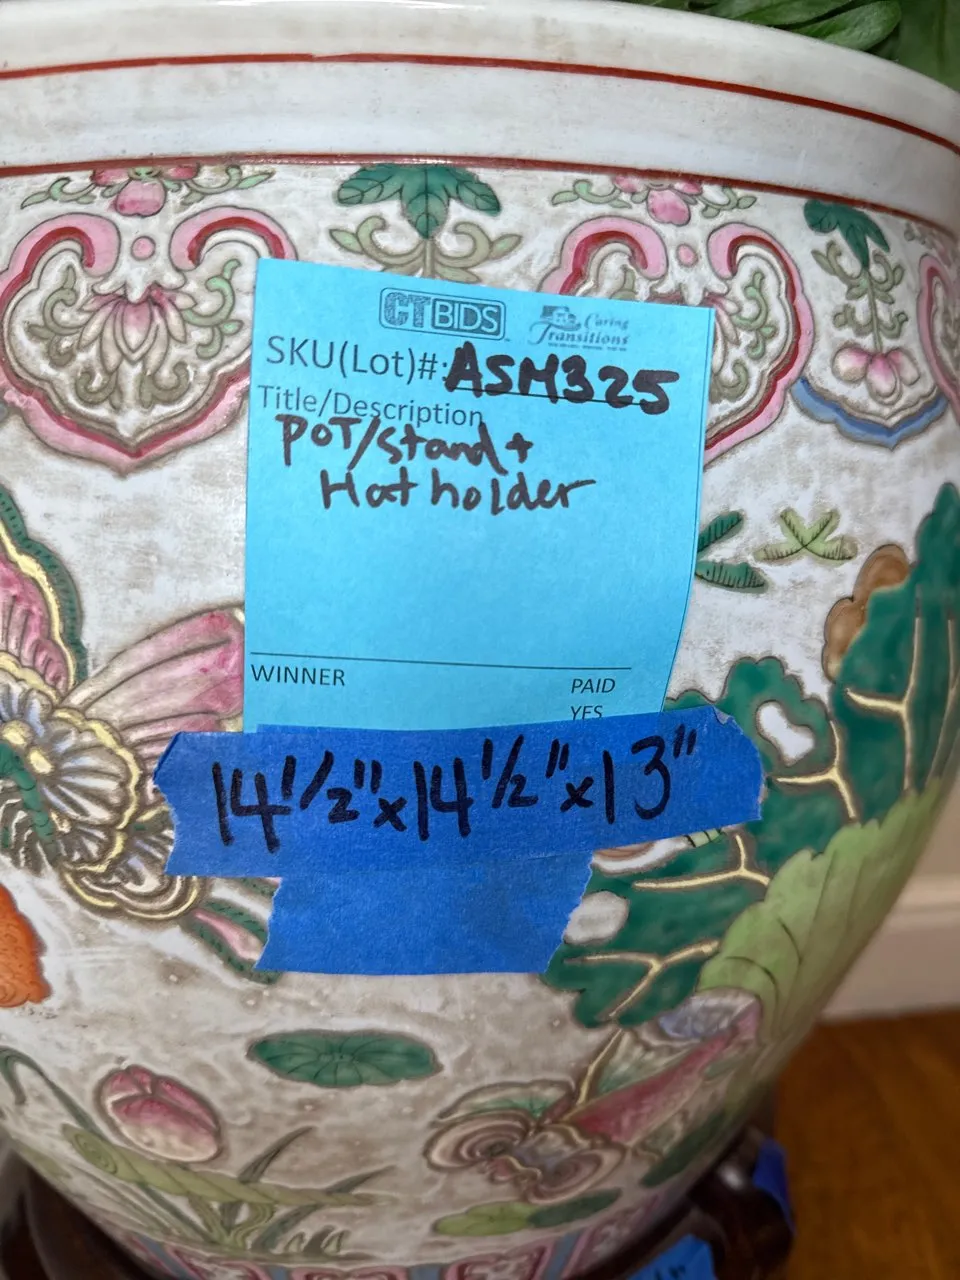 CTBIDS
Caring
Transitions
SKU(Lot)#: ASM325
Title/Description
POT/Stand +
Hat holder
WINNER
PAID
YES
14 1/2" x 14 1/2" x 13"